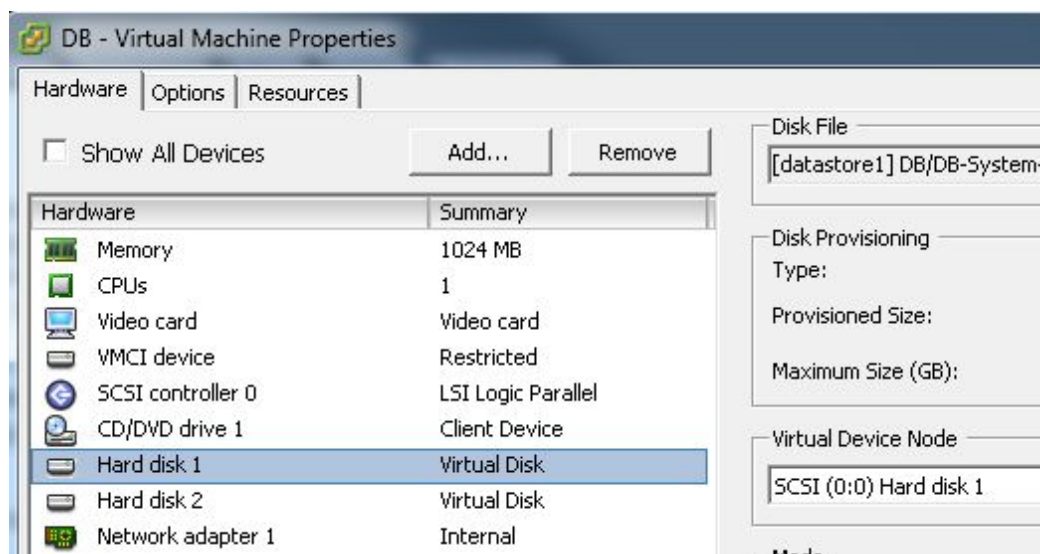 DB - Virtual Machine Properties
Hardware Options Resources
Show All Devices Add... Remove
Hardware Summary
Memory 1024 MB
CPUs 1
Video card Video card
VMCI device Restricted
SCSI controller 0 LSI Logic Parallel
CD/DVD drive 1 Client Device
Hard disk 1 Virtual Disk
Hard disk 2 Virtual Disk
Network adapter 1 Internal
Disk File
[datastore1] DB/DB-System-
Disk Provisioning
Type:
Provisioned Size:
Maximum Size (GB):
Virtual Device Node
SCSI (0:0) Hard disk 1